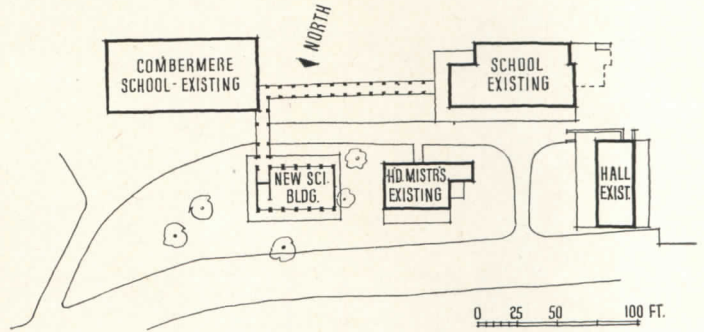 NORTH
COMBERMERE
SCHOOL-EXISTING
SCHOOL
EXISTING
NEW SCI.
BLDG.
HD. MISTR'S.
EXISTING
HALL
EXIST.
0 25 50 100 FT.